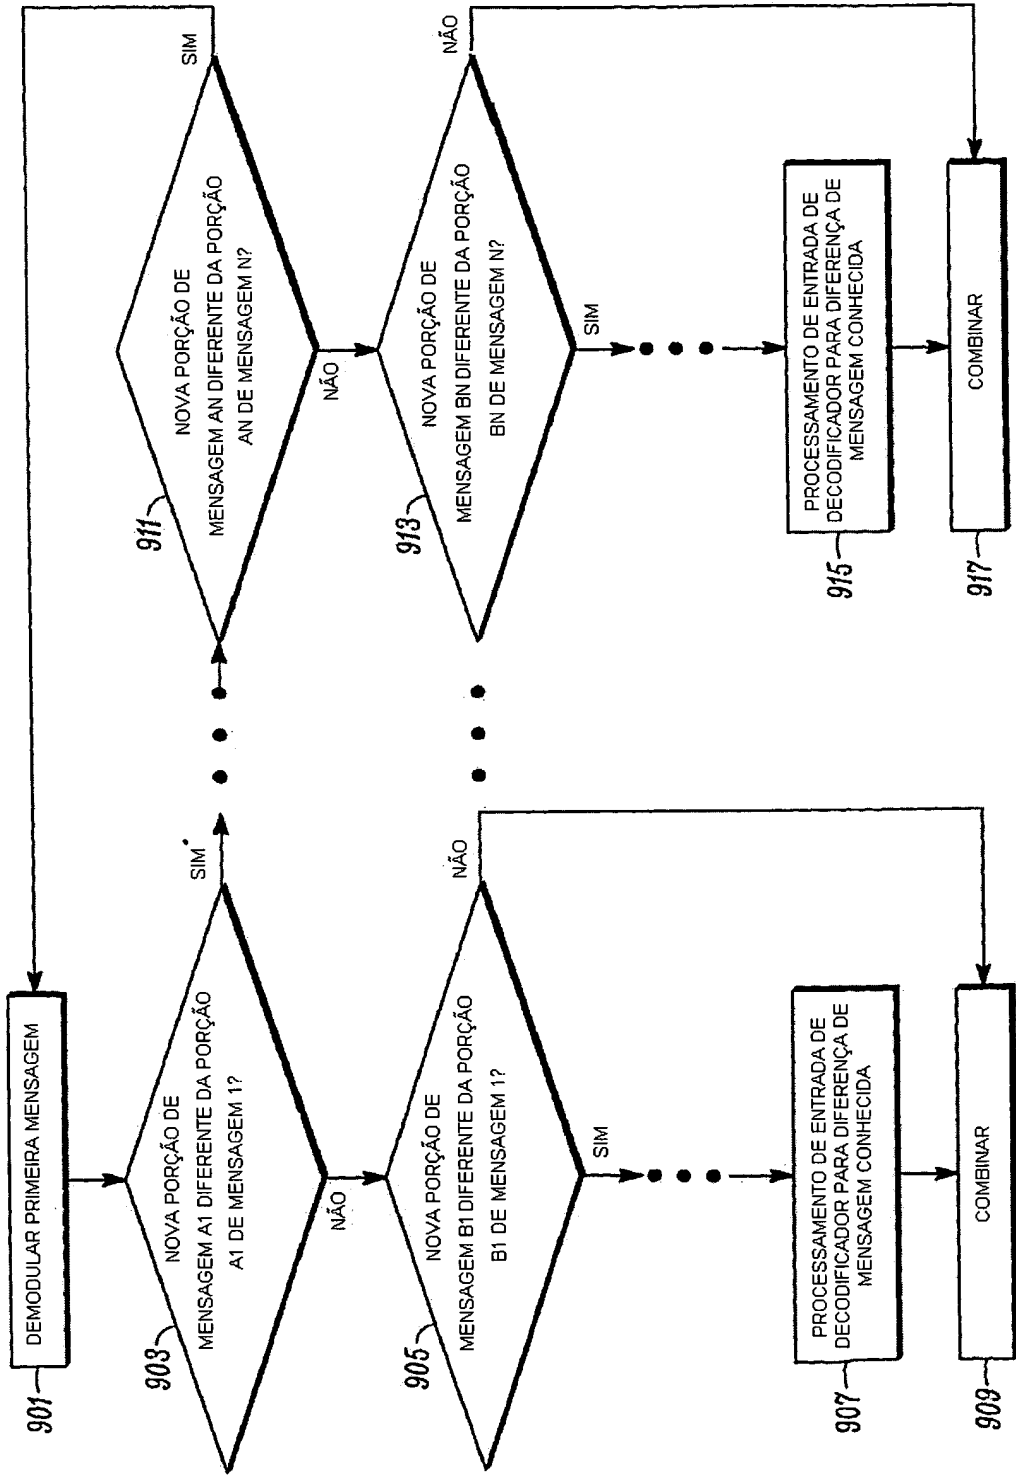 DEMODULAR PRIMEIRA MENSAGEM
901
NOVA PORÇÃO DE
MENSAGEM A1 DIFERENTE DA PORÇÃO
A1 DE MENSAGEM 1?
903
SIM
NÃO
NOVA PORÇÃO DE
MENSAGEM B1 DIFERENTE DA PORÇÃO
B1 DE MENSAGEM 1?
905
NÃO
SIM
PROCESSAMENTO DE ENTRADA DE
DECODIFICADOR PARA DIFERENÇA DE
MENSAGEM CONHECIDA
907
COMBINAR
909
NOVA PORÇÃO DE
MENSAGEM AN DIFERENTE DA PORÇÃO
AN DE MENSAGEM N?
911
SIM
NÃO
NOVA PORÇÃO DE
MENSAGEM BN DIFERENTE DA PORÇÃO
BN DE MENSAGEM N?
913
NÃO
SIM
PROCESSAMENTO DE ENTRADA DE
DECODIFICADOR PARA DIFERENÇA DE
MENSAGEM CONHECIDA
915
COMBINAR
917